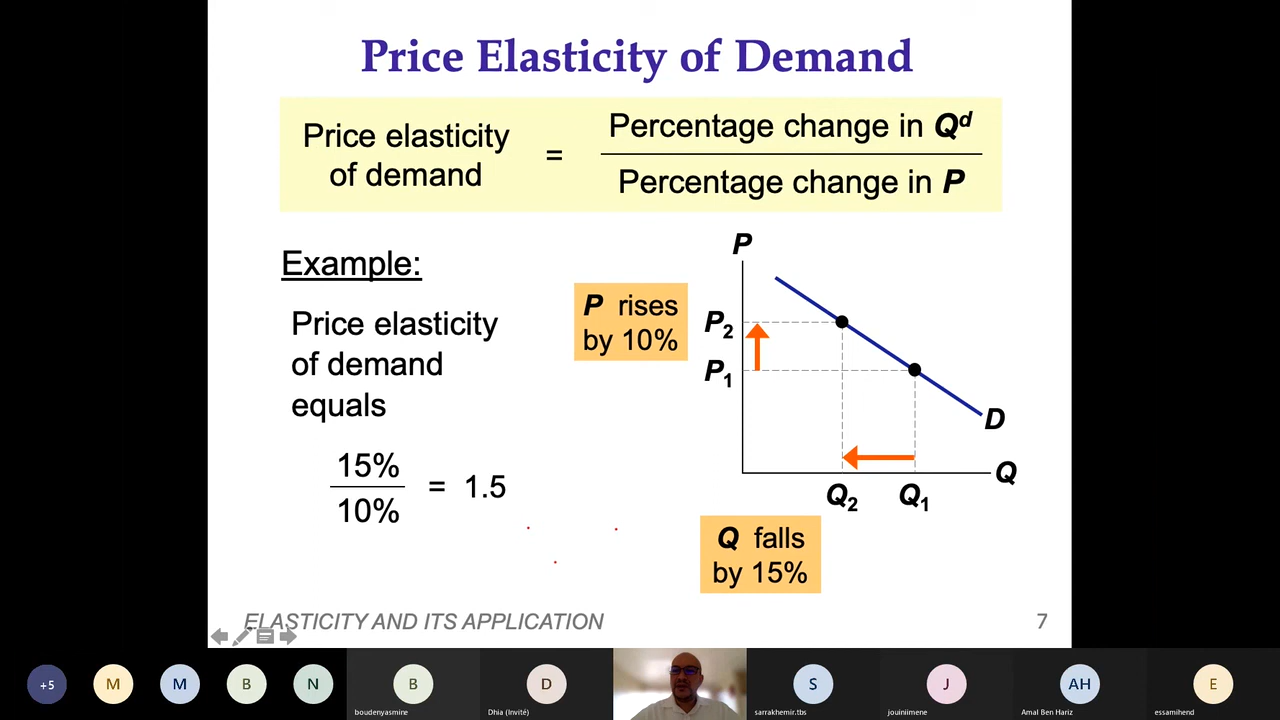 Price Elasticity of Demand
Price elasticity
of demand
=
Percentage change in Qd
Percentage change in P
Example:
Price elasticity
of demand
equals
15%
10%
= 1.5
P rises
by 10%
P
P2
P1
D
Q
Q2
Q1
Q falls
by 15%
ELASTICITY AND ITS APPLICATION
7
+5
M
M
B
N
B
boudenyasmine
D
Dhia (Invité)
S
sarrakhemir.tbs
J
jouiniimene
AH
Amal Ben Hariz
E
essamihend